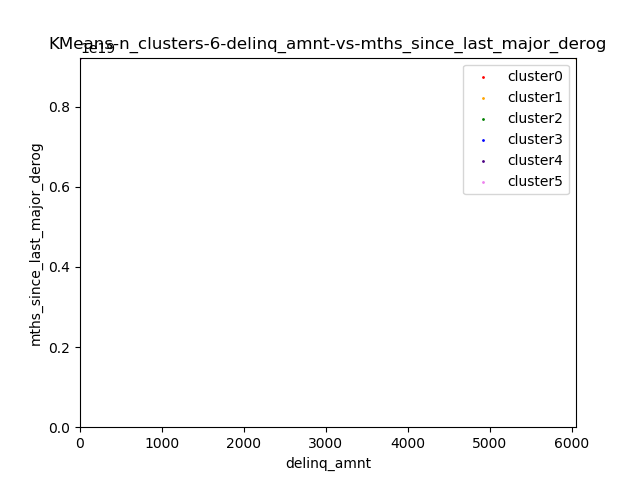 KMeans-n_clusters-6-delinq_amnt-vs-mths_since_last_major_derog
1e19
cluster0
cluster1
cluster2
cluster3
cluster4
cluster5
0.8
0.6
0.4
0.2
0.0
mths_since_last_major_derog
0 1000 2000 3000 4000 5000 6000
delinq_amnt